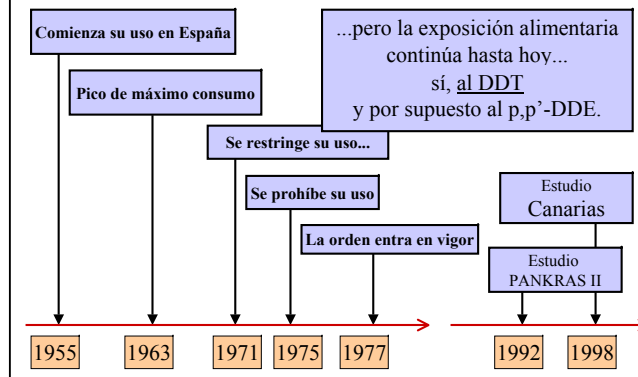 Comienza su uso en España
...pero la exposición alimentaria
continúa hasta hoy...
sí, al DDT
y por supuesto al p,p’-DDE.
Pico de máximo consumo
Se restringe su uso...
Se prohíbe su uso
La orden entra en vigor
Estudio
Canarias
Estudio
PANKRAS II
1955
1963
1971
1975
1977
1992
1998